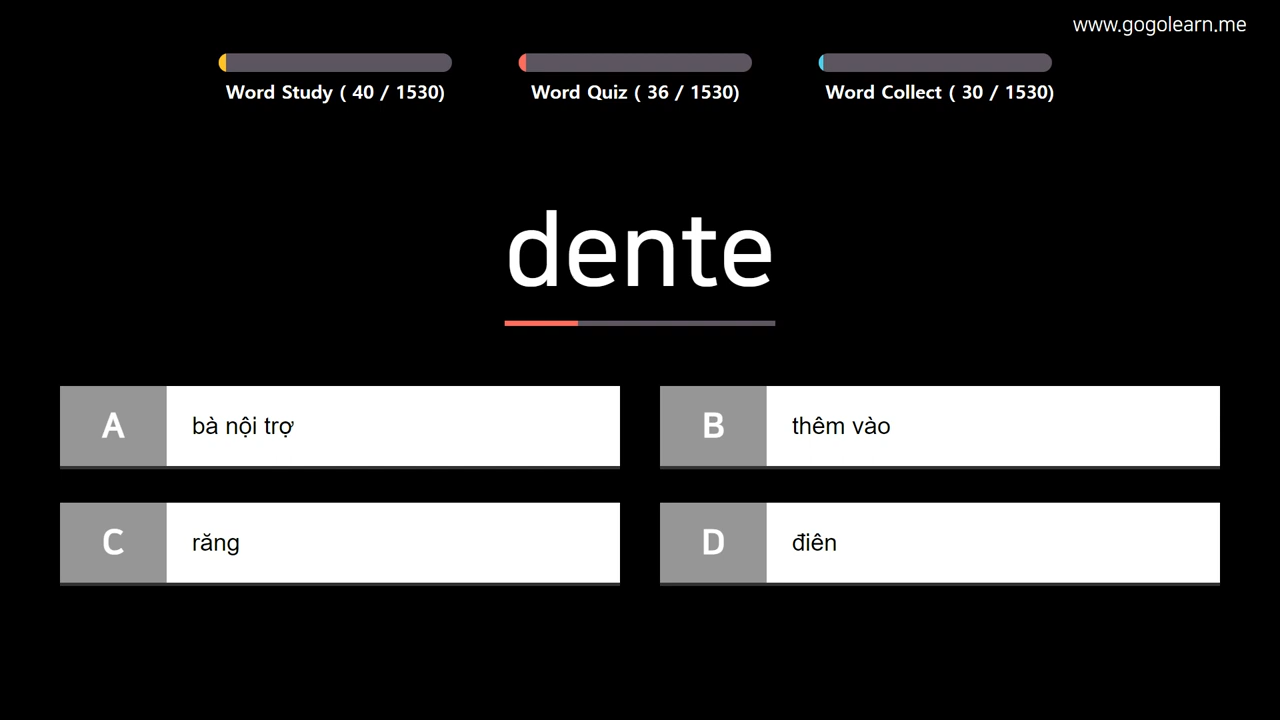 www.gogolearn.me
Word Study ( 40 / 1530)
Word Quiz ( 36 / 1530)
Word Collect ( 30 / 1530)
dente
A bà nội trợ
B thêm vào
C răng
D điên